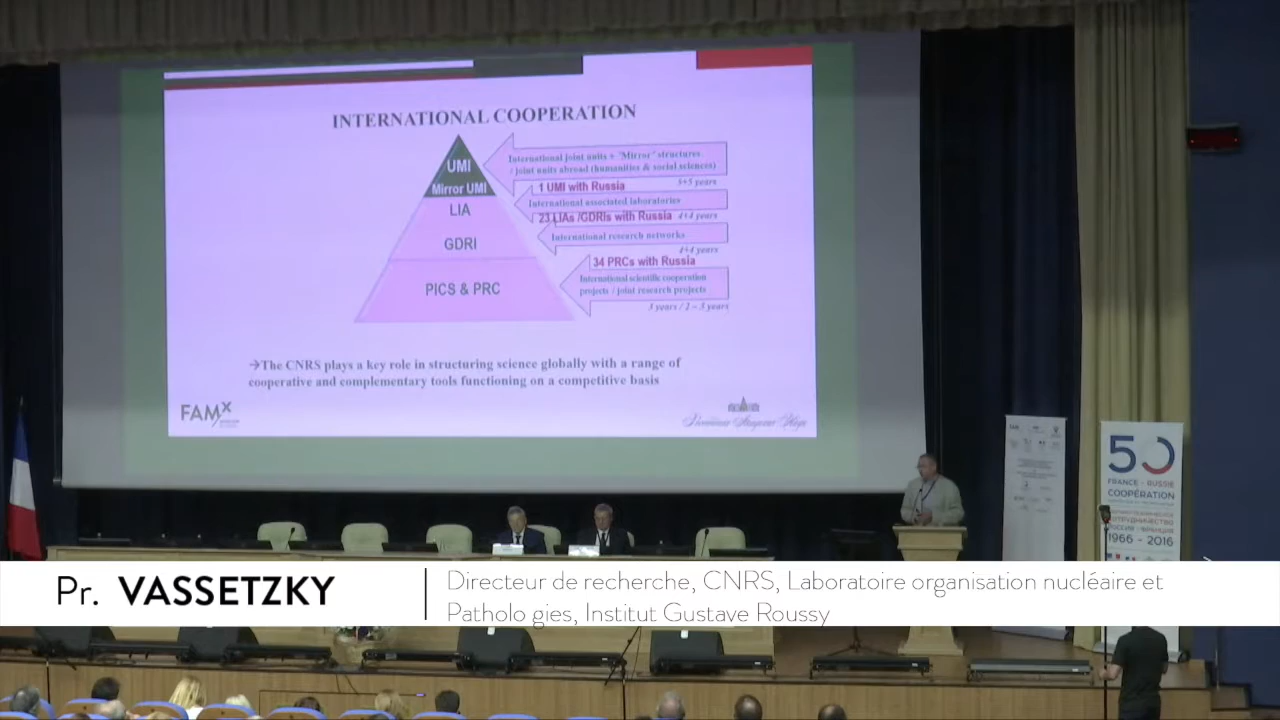 INTERNATIONAL COOPERATION
UMI
Mirror UMI
LIA
GDRI
PICS & PRC
International joint units + "Mirror" structures
/ joint units abroad (humanities & social sciences)
5+5 years
1 UMI with Russia
International associated laboratories
23 LIAs /GDRIs with Russia
4+4 years
International research networks
4+4 years
34 PRCs with Russia
International scientific cooperation
projects / joint research projects
3 years / 2 – 3 years
→The CNRS plays a key role in structuring science globally with a range of
cooperative and complementary tools functioning on a competitive basis
FAMx
50
FRANCE - RUSSIE
COOPÉRATION
РОССИЯ - ФРАНЦИЯ
1966 - 2016
Pr. VASSETZKY
Directeur de recherche, CNRS, Laboratoire organisation nucléaire et
Patholo gies, Institut Gustave Roussy